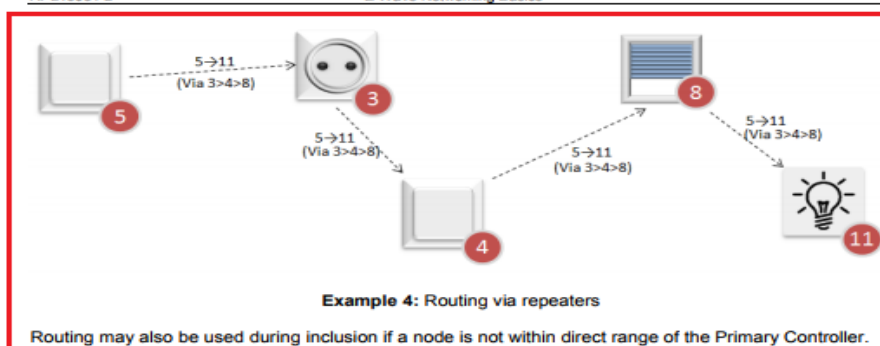 5→11
(Via 3>4>8)
5
3
5→11
(Via 3>4>8)
4
5→11
(Via 3>4>8)
8
5→11
(Via 3>4>8)
11
Example 4: Routing via repeaters
Routing may also be used during inclusion if a node is not within direct range of the Primary Controller.